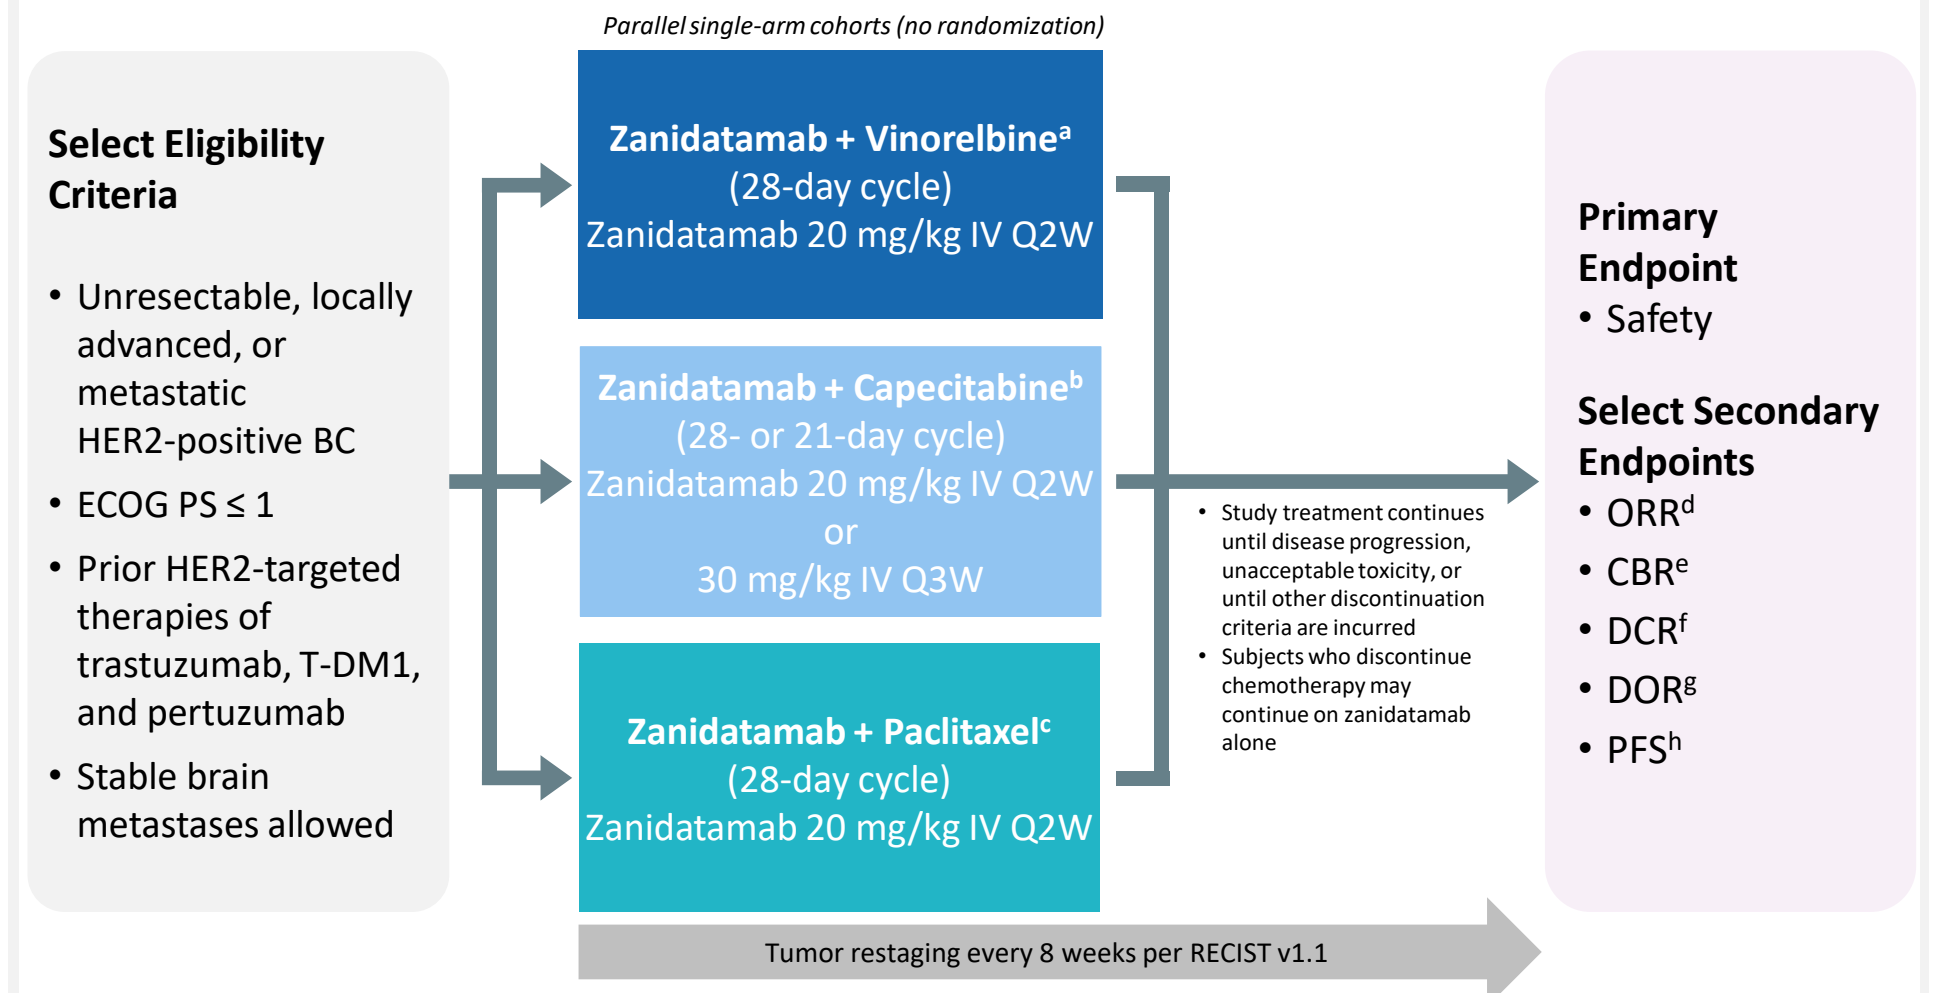 Parallel single-arm cohorts (no randomization)
Select Eligibility
Criteria
• Unresectable, locally
advanced, or
metastatic
HER2-positive BC
• ECOG PS ≤ 1
• Prior HER2-targeted
therapies of
trastuzumab, T-DM1,
and pertuzumab
• Stable brain
metastases allowed
Zanidatamab + Vinorelbineᵃ
(28-day cycle)
Zanidatamab 20 mg/kg IV Q2W
Zanidatamab + Capecitabineᵇ
(28- or 21-day cycle)
Zanidatamab 20 mg/kg IV Q2W
or
30 mg/kg IV Q3W
Zanidatamab + Paclitaxelᶜ
(28-day cycle)
Zanidatamab 20 mg/kg IV Q2W
• Study treatment continues
until disease progression,
unacceptable toxicity, or
until other discontinuation
criteria are incurred
• Subjects who discontinue
chemotherapy may
continue on zanidatamab
alone
Tumor restaging every 8 weeks per RECIST v1.1
Primary
Endpoint
• Safety
Select Secondary
Endpoints
• ORRᵈ
• CBRᵉ
• DCRᶠ
• DORᵍ
• PFSʰ